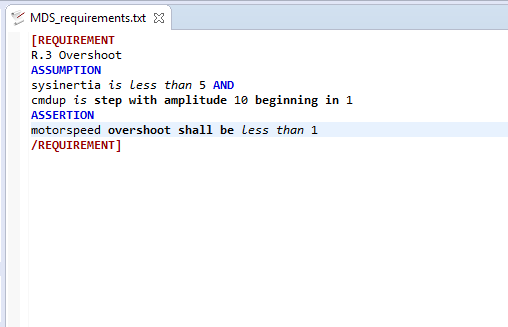 MDS_requirements.txt
[REQUIREMENT
R.3 Overshoot
ASSUMPTION
sysinertia is less than 5 AND
cmdup is step with amplitude 10 beginning in 1
ASSERTION
motorspeed overshoot shall be less than 1
/REQUIREMENT]